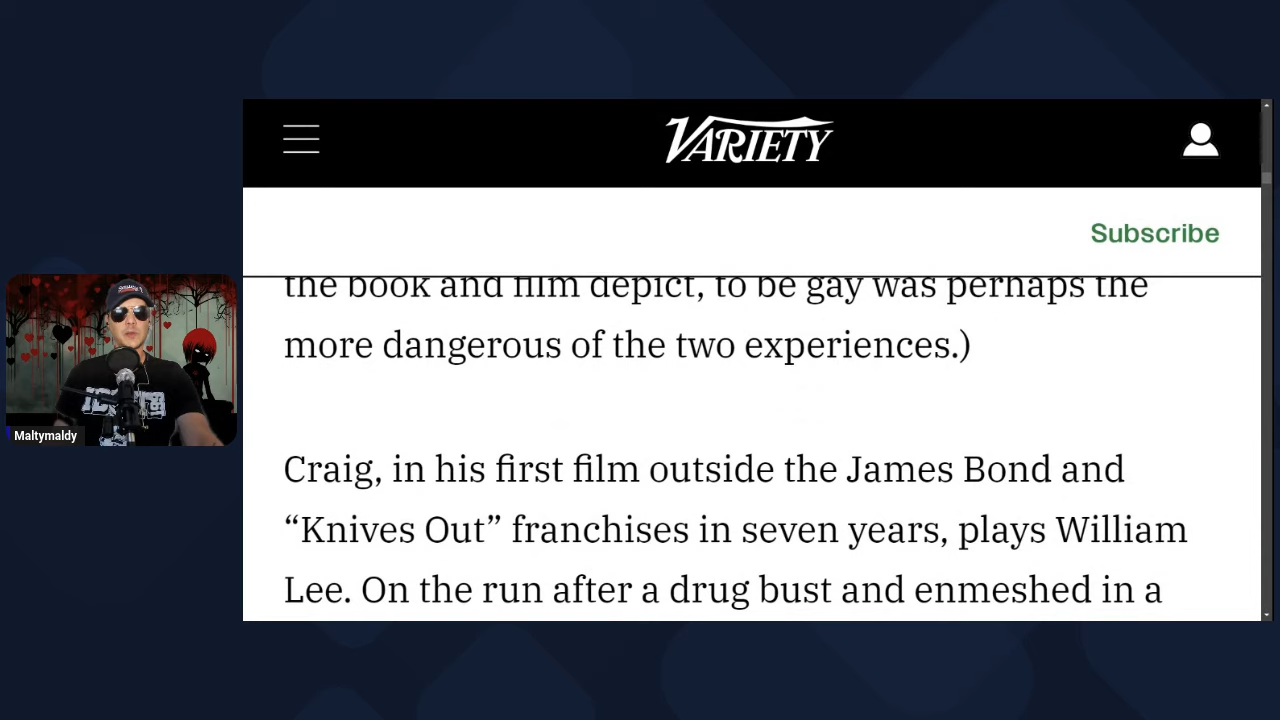 VARIETY
Subscribe
the book and film depict, to be gay was perhaps the
more dangerous of the two experiences.)
Craig, in his first film outside the James Bond and
“Knives Out” franchises in seven years, plays William
Lee. On the run after a drug bust and enmeshed in a
Maltymaldy